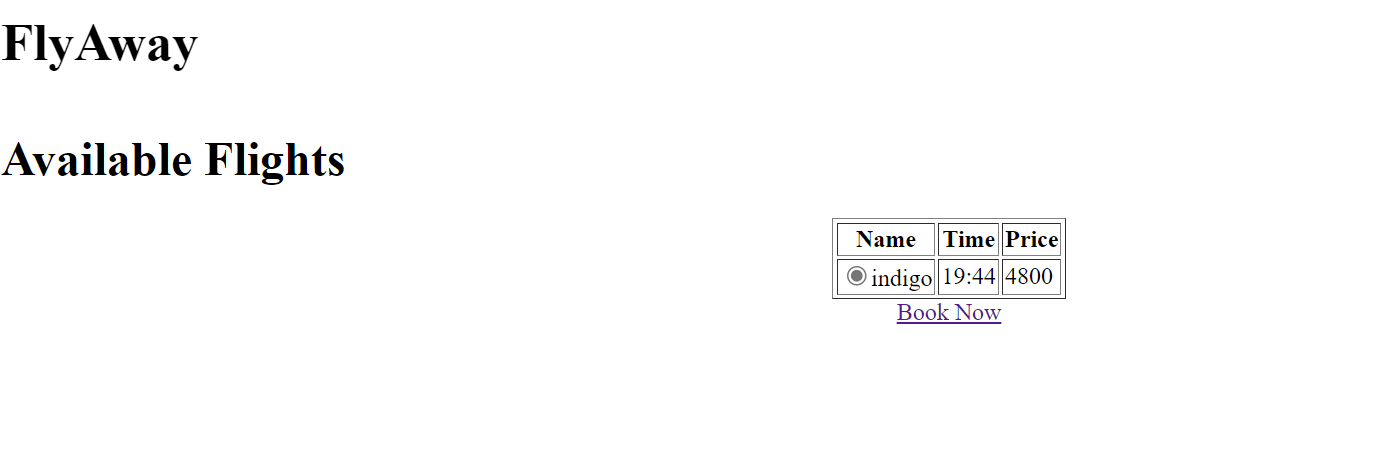 FlyAway
Available Flights
Name Time Price
indigo 19:44 4800
Book Now